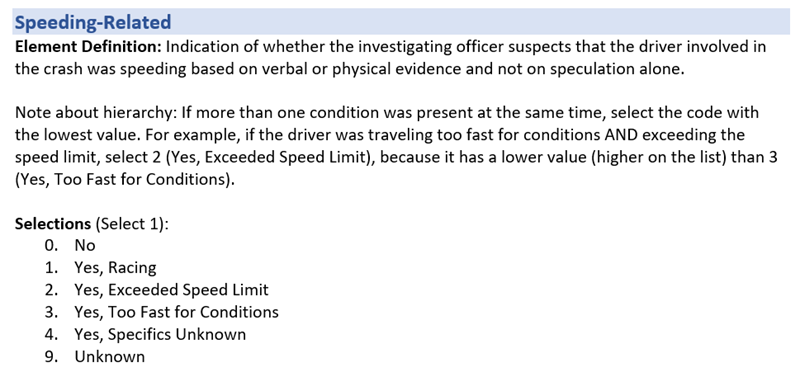 Speeding-Related
Element Definition: Indication of whether the investigating officer suspects that the driver involved in
the crash was speeding based on verbal or physical evidence and not on speculation alone.
Note about hierarchy: If more than one condition was present at the same time, select the code with
the lowest value. For example, if the driver was traveling too fast for conditions AND exceeding the
speed limit, select 2 (Yes, Exceeded Speed Limit), because it has a lower value (higher on the list) than 3
(Yes, Too Fast for Conditions).
Selections (Select 1):
0. No
1. Yes, Racing
2. Yes, Exceeded Speed Limit
3. Yes, Too Fast for Conditions
4. Yes, Specifics Unknown
9. Unknown